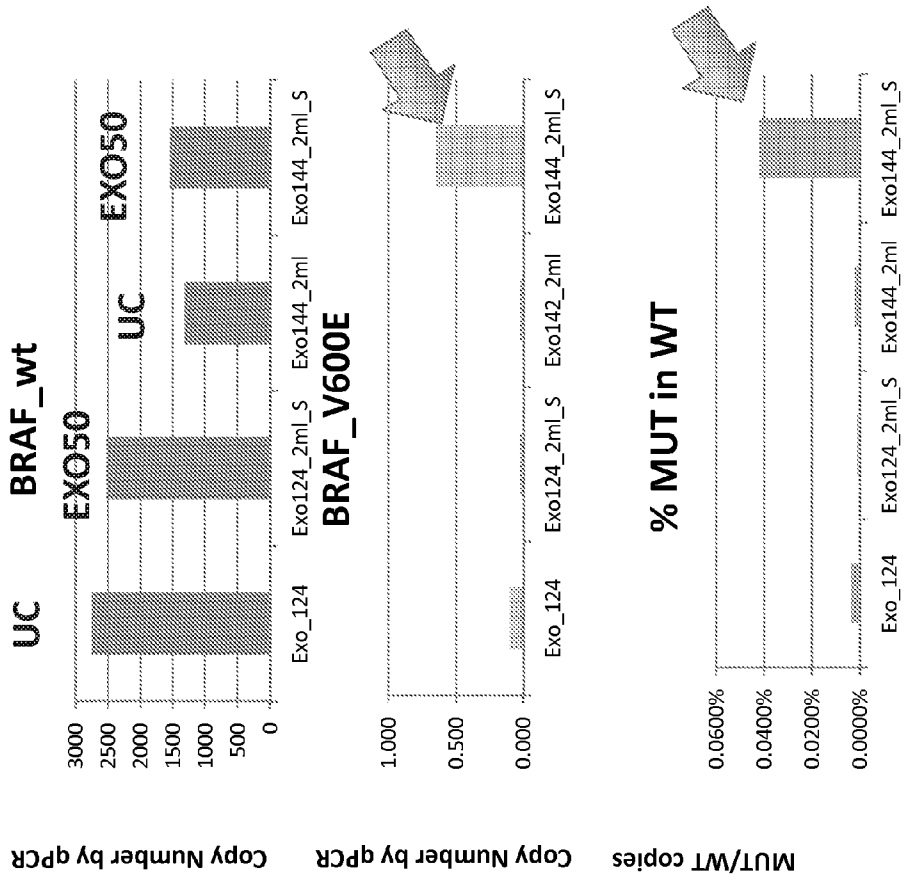 BRAF_wt
UC
EXO50
UC
EXO50
Copy Number by qPCR
3000
2500
2000
1500
1000
500
0
Exo_124
Exo124_2ml_S
Exo144_2ml
Exo144_2ml_S
BRAF_V600E
Copy Number by qPCR
1.000
0.500
0.000
Exo_124
Exo124_2ml_S
Exo142_2ml
Exo144_2ml_S
% MUT in WT
MUT/WT copies
0.0600%
0.0400%
0.0200%
0.0000%
Exo_124
Exo124_2ml_S
Exo144_2ml
Exo144_2ml_S